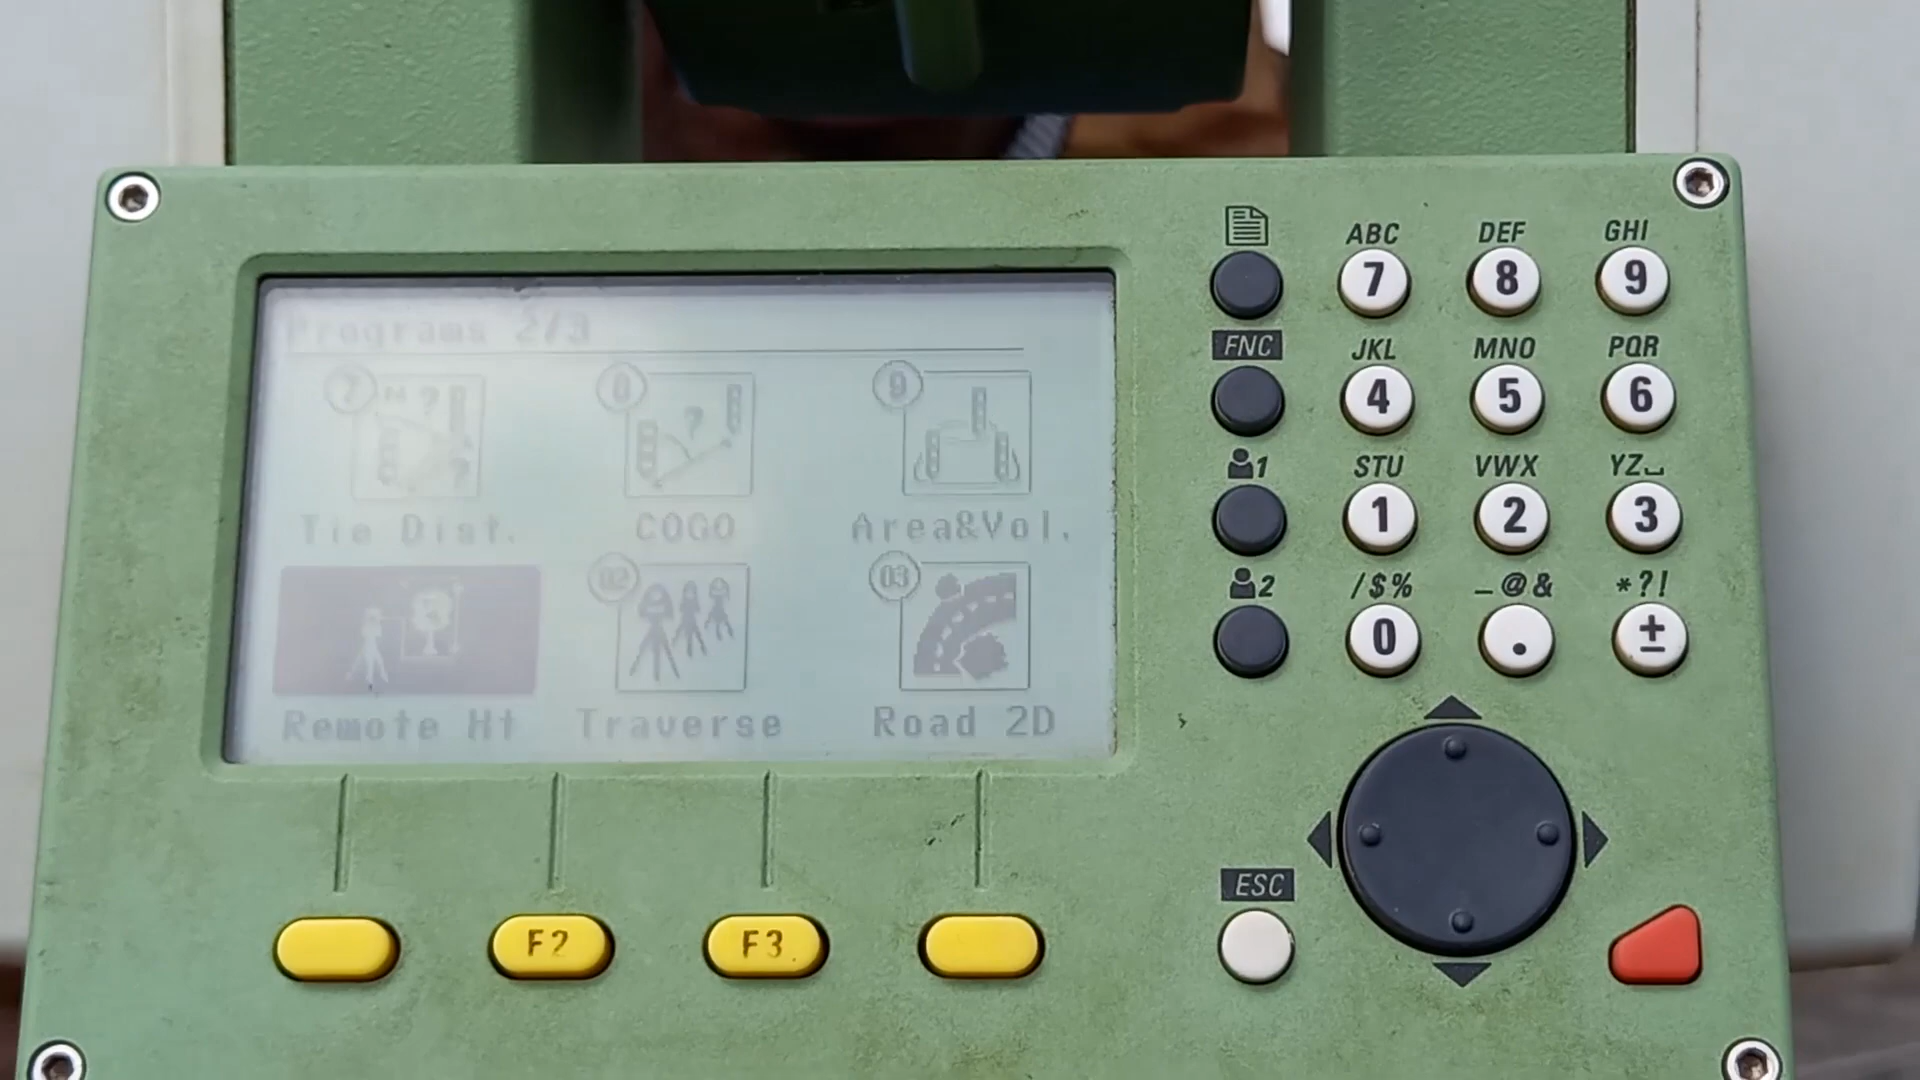 Programs 2/3
7 8 9
Tie Dist. COGO Area&Vol.
02 03
Remote Ht Traverse Road 2D
ABC DEF GHI
7 8 9
FNC JKL MNO PQR
4 5 6
1 STU VWX YZ⎵
1 2 3
2 /$% _@& *?!
0 . ±
ESC
F2 F3